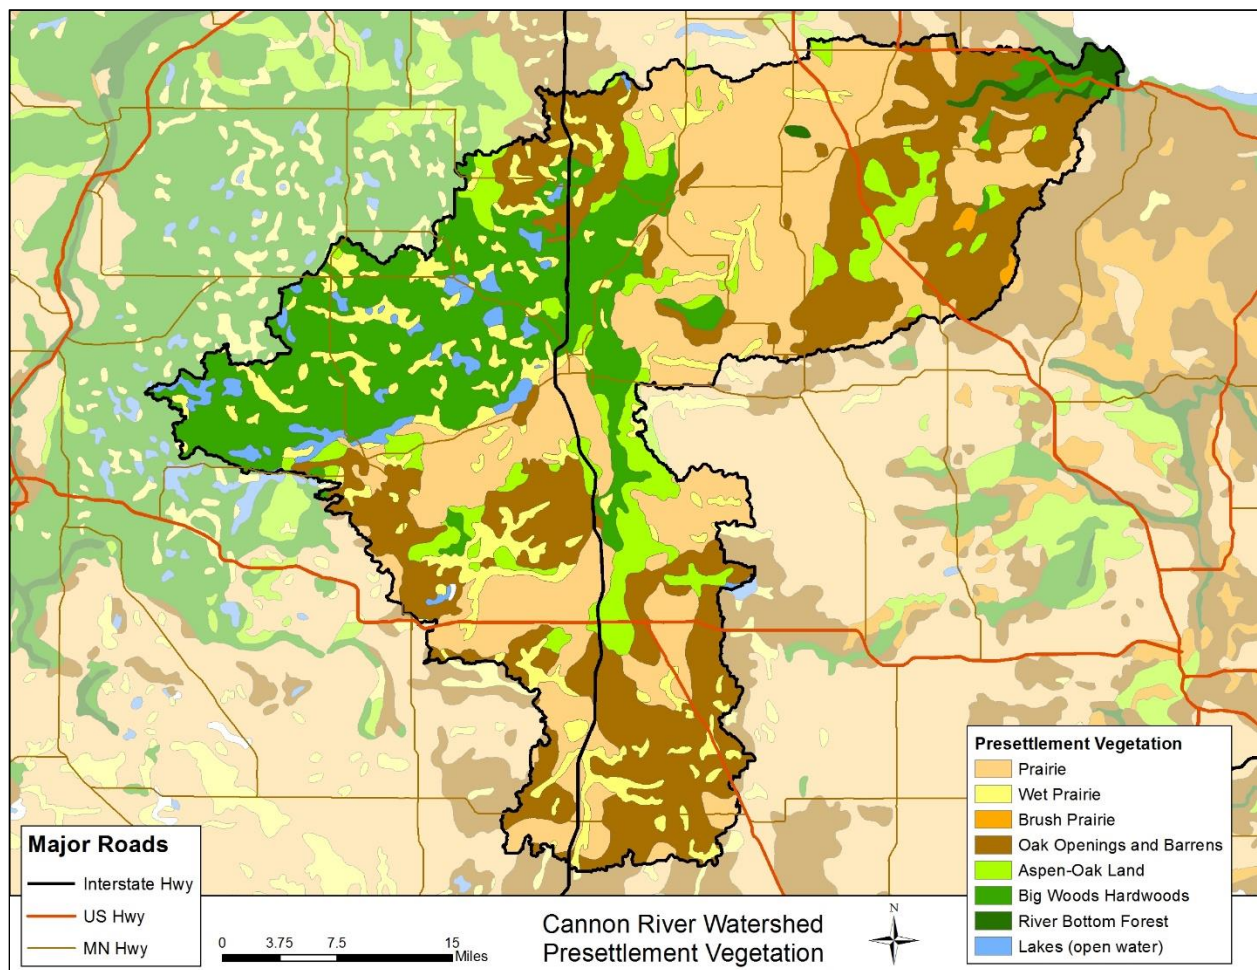 Presettlement Vegetation
Prairie
Wet Prairie
Brush Prairie
Oak Openings and Barrens
Aspen-Oak Land
Big Woods Hardwoods
River Bottom Forest
Lakes (open water)
Major Roads
Interstate Hwy
US Hwy
MN Hwy
0 3.75 7.5 15
Miles
Cannon River Watershed
Presettlement Vegetation
N